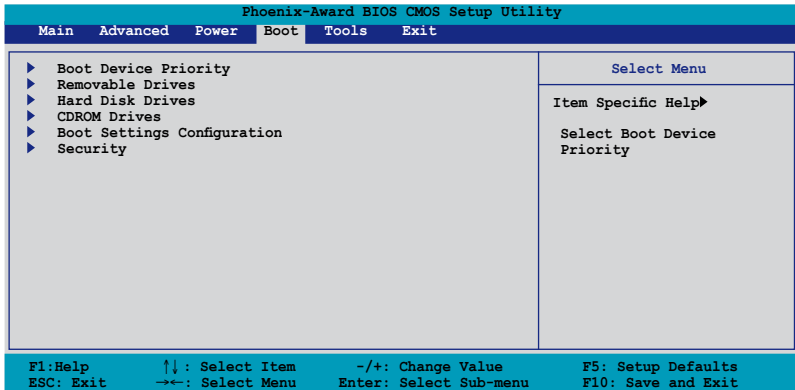 Phoenix-Award BIOS CMOS Setup Utility
Main Advanced Power Boot Tools Exit
Boot Device Priority
Removable Drives
Hard Disk Drives
CDROM Drives
Boot Settings Configuration
Security
Select Menu
Item Specific Help
Select Boot Device
Priority
F1:Help ↑↓ : Select Item -/+: Change Value F5: Setup Defaults
ESC: Exit →←: Select Menu Enter: Select Sub-menu F10: Save and Exit